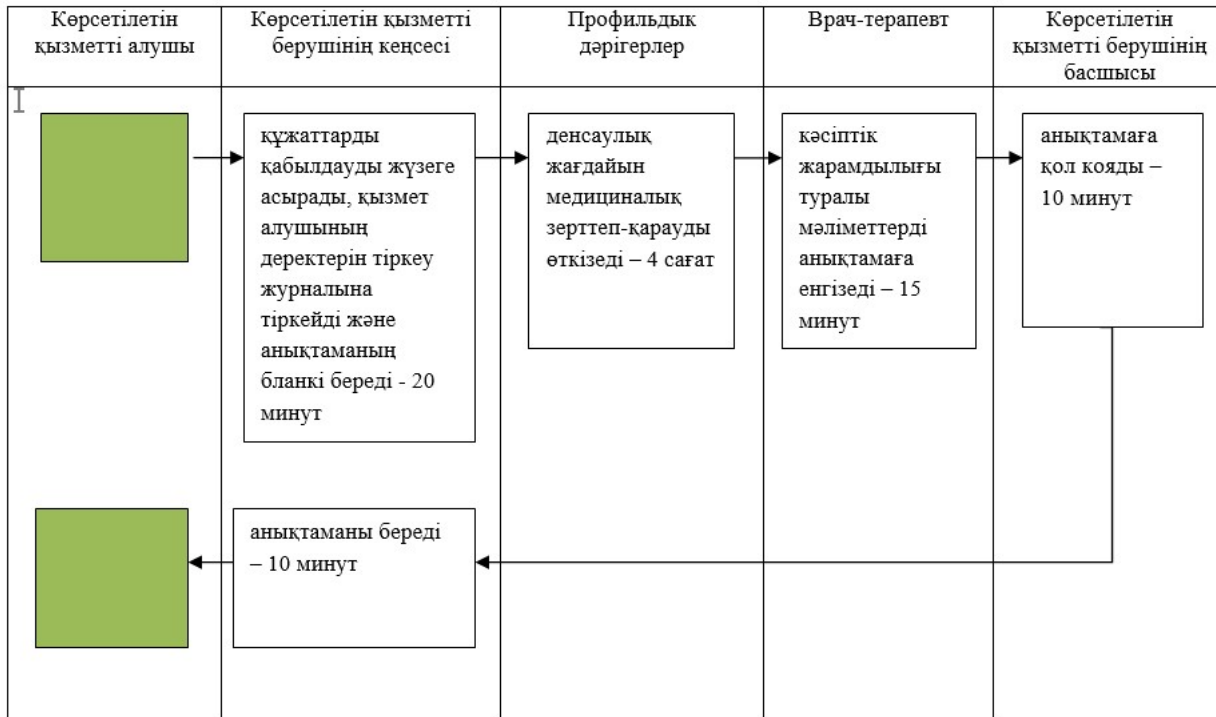 Көрсетілетін
қызметті алушы
Көрсетілетін қызметті
берушінің кеңсесі
Профильдык
дәрігерлер
Врач-терапевт
Көрсетілетін
қызметті берушінің
басшысы
құжаттарды
қабылдауды жүзеге
асырады, қызмет
алушының
деректерін тіркеу
журналына
тіркейді және
анықтаманың
бланкі береді - 20
минут
денсаулық
жағдайын
медициналық
зерттеп-қарауды
өткізеді – 4 сағат
кәсіптік
жарамдылығы
туралы
мәліметтерді
анықтамаға
енгізеді – 15
минут
анықтамаға
қол кояды –
10 минут
анықтаманы береді
– 10 минут